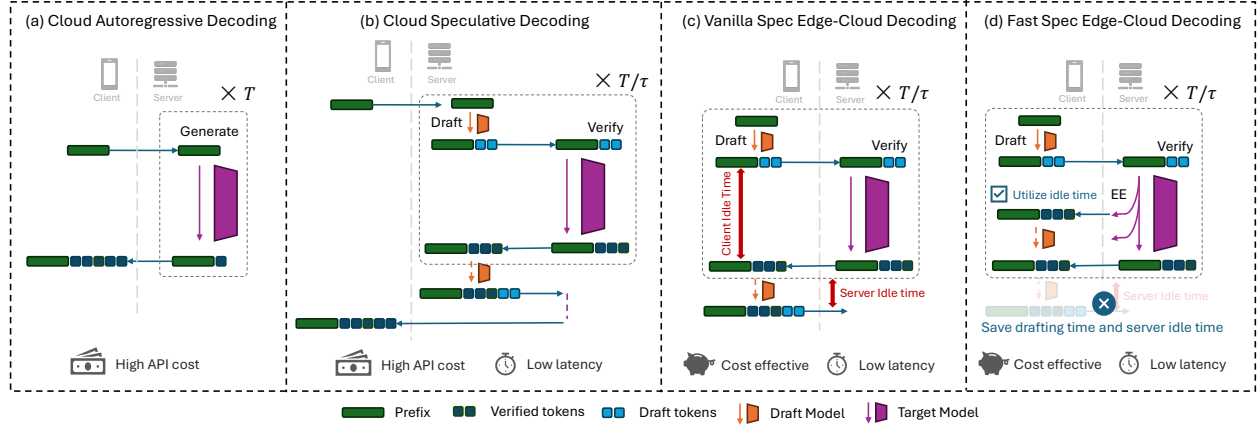 (a) Cloud Autoregressive Decoding
Client
Server
× T
Generate
High API cost
(b) Cloud Speculative Decoding
Client
Server
× T/τ
Draft
Verify
High API cost
Low latency
(c) Vanilla Spec Edge-Cloud Decoding
Client
Server
× T/τ
Draft
Verify
Client Idle Time
Server Idle time
Cost effective
Low latency
(d) Fast Spec Edge-Cloud Decoding
Client
Server
× T/τ
Draft
Verify
Utilize idle time
EE
Server Idle time
Save drafting time and server idle time
Cost effective
Low latency
Prefix
Verified tokens
Draft tokens
Draft Model
Target Model